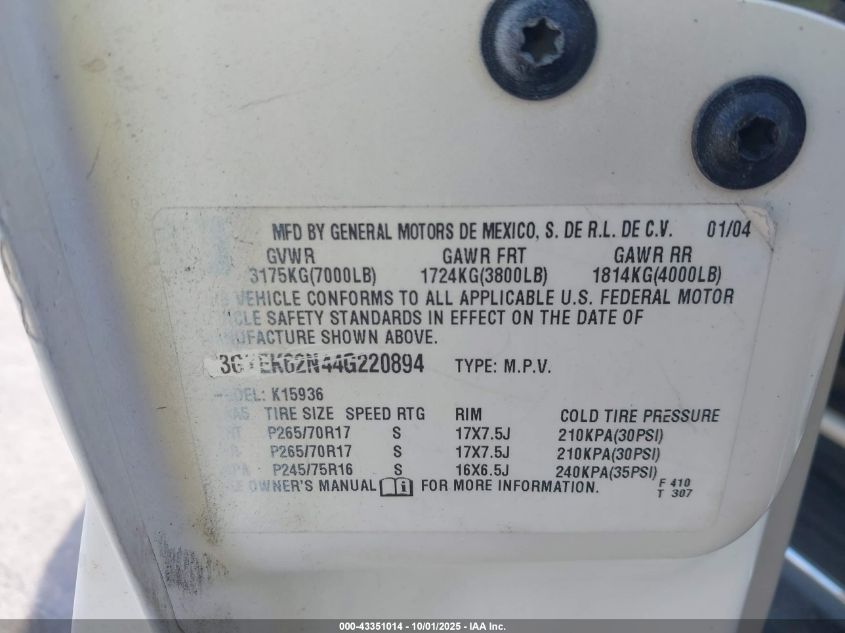 MFD BY GENERAL MOTORS DE MEXICO, S. DE R.L. DE C.V. 01/04
GVWR GAWR FRT GAWR RR
3175KG(7000LB) 1724KG(3800LB) 1814KG(4000LB)
VEHICLE CONFORMS TO ALL APPLICABLE U.S. FEDERAL MOTOR
CLE SAFETY STANDARDS IN EFFECT ON THE DATE OF
UFACTURE SHOWN ABOVE.
TYPE: M.P.V.
DEL: K15936
TIRE SIZE SPEED RTG RIM COLD TIRE PRESSURE
P265/70R17 S 17X7.5J 210KPA(30PSI)
P265/70R17 S 17X7.5J 210KPA(30PSI)
P245/75R16 S 16X6.5J 240KPA(35PSI)
OWNER'S MANUAL FOR MORE INFORMATION.
F 410
T 307
000-43351014 - 10/01/2025 - IAA Inc.